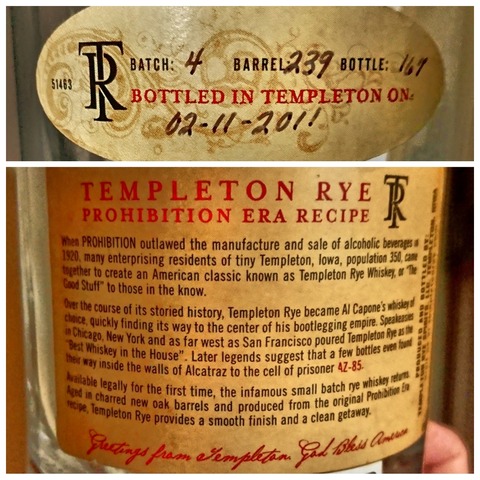 51463 TR BATCH: 4 BARREL 239 BOTTLE: 167
BOTTLED IN TEMPLETON ON:
02-11-2011
TEMPLETON RYE TR
PROHIBITION ERA RECIPE
When PROHIBITION outlawed the manufacture and sale of alcoholic beverages in
1920, many enterprising residents of tiny Templeton, Iowa, population 350, came
together to create an American classic known as Templeton Rye Whiskey, or "The
Good Stuff" to those in the know.
Over the course of its storied history, Templeton Rye became Al Capone's whiskey of
choice, quickly finding its way to the center of his bootlegging empire. Speakeasies
in Chicago, New York and as far west as San Francisco poured Templeton Rye as the
"Best Whiskey in the House". Later legends suggest that a few bottles even found
their way inside the walls of Alcatraz to the cell of prisoner AZ-85.
Available legally for the first time, the infamous small batch rye whiskey returns.
Aged in charred new oak barrels and produced from the original Prohibition Era
recipe, Templeton Rye provides a smooth finish and a clean getaway.
Greetings from Templeton. God Bless America.